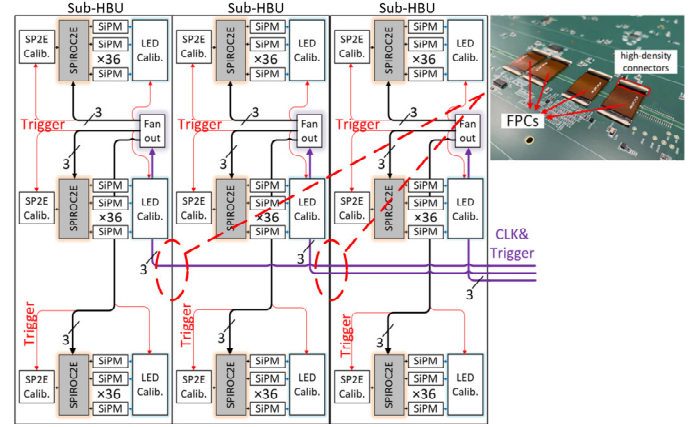 Sub-HBU
Sub-HBU
Sub-HBU
SP2E
Calib.
SPIROC2E
SiPM
SiPM
×36
SiPM
LED
Calib.
SP2E
Calib.
SPIROC2E
SiPM
SiPM
×36
SiPM
LED
Calib.
SP2E
Calib.
SPIROC2E
SiPM
SiPM
×36
SiPM
LED
Calib.
high-density
connectors
FPCs
Trigger
3
Fan
out
3
Trigger
3
Fan
out
3
Trigger
3
Fan
out
3
SP2E
Calib.
SPIROC2E
SiPM
SiPM
×36
SiPM
LED
Calib.
SP2E
Calib.
SPIROC2E
SiPM
SiPM
×36
SiPM
LED
Calib.
SP2E
Calib.
SPIROC2E
SiPM
SiPM
×36
SiPM
LED
Calib.
CLK&
Trigger
3
3
3
Trigger
3
Trigger
3
Trigger
3
SP2E
Calib.
SPIROC2E
SiPM
SiPM
×36
SiPM
LED
Calib.
SP2E
Calib.
SPIROC2E
SiPM
SiPM
×36
SiPM
LED
Calib.
SP2E
Calib.
SPIROC2E
SiPM
SiPM
×36
SiPM
LED
Calib.